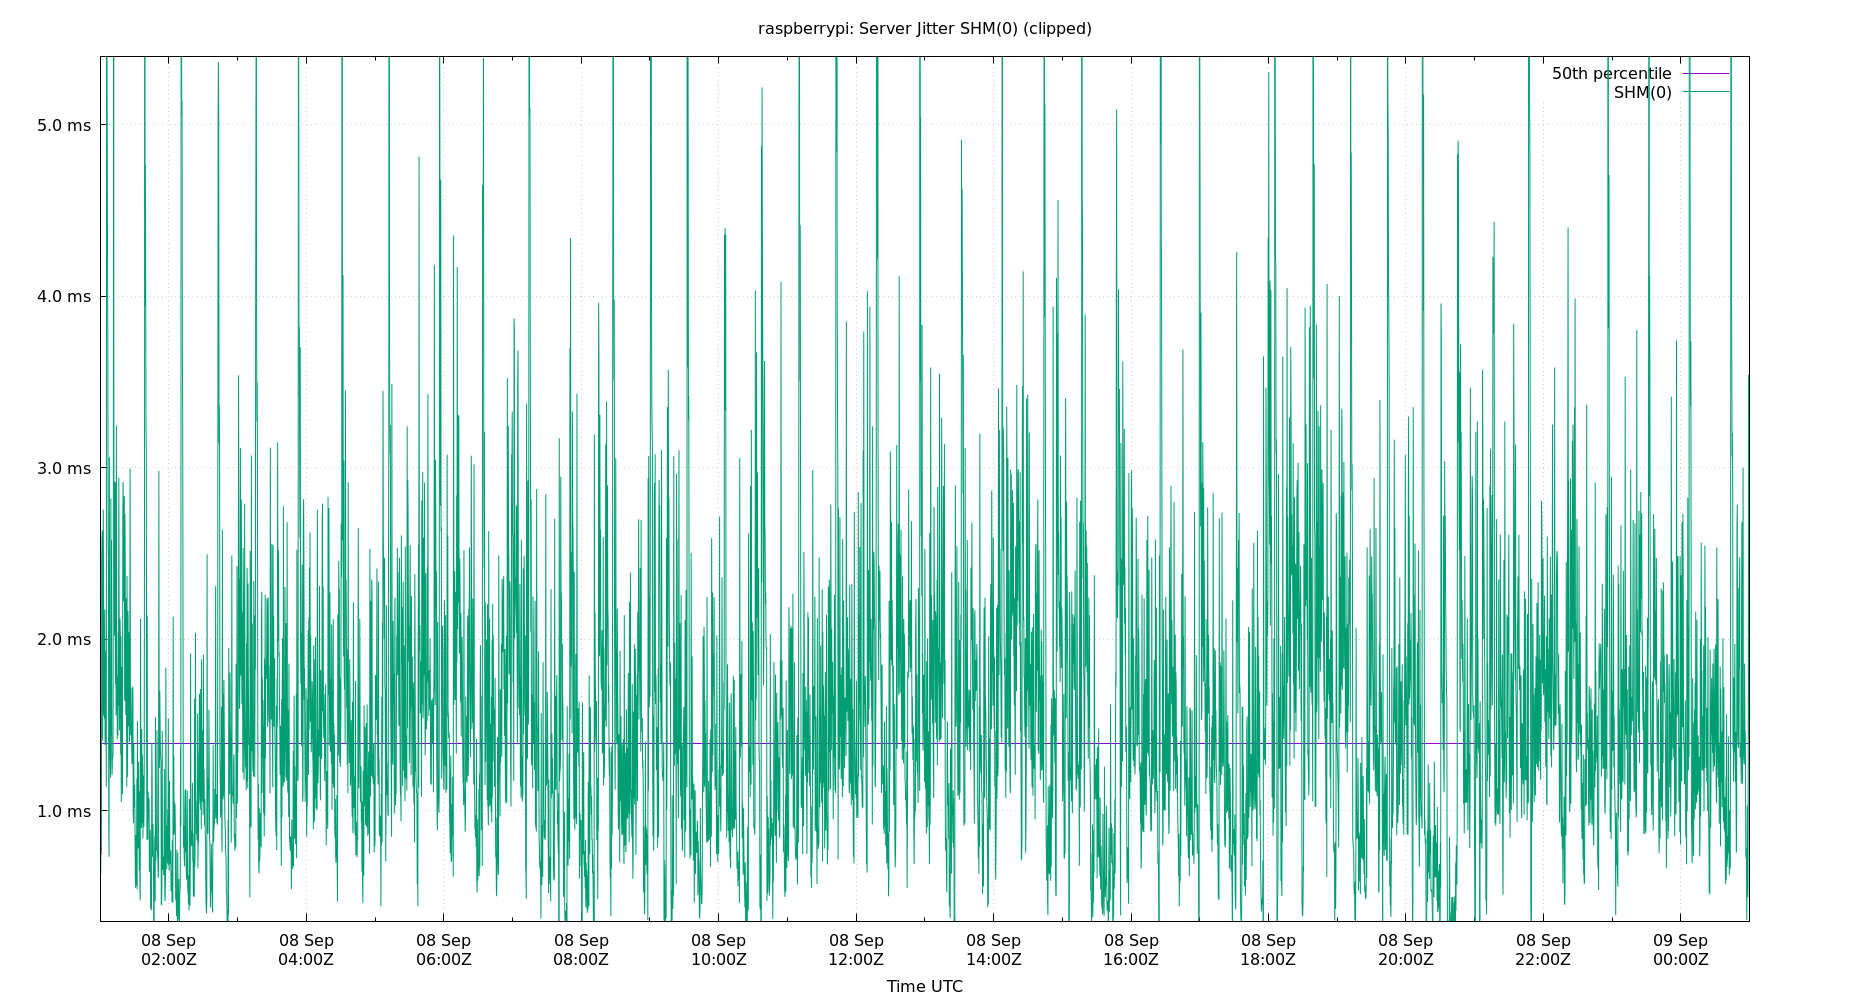 raspberrypi: Server Jitter SHM(0) (clipped)
50th percentile
SHM(0)
5.0 ms
4.0 ms
3.0 ms
2.0 ms
1.0 ms
08 Sep 08 Sep 08 Sep 08 Sep 08 Sep 08 Sep 08 Sep 08 Sep 08 Sep 08 Sep 08 Sep 09 Sep
02:00Z 04:00Z 06:00Z 08:00Z 10:00Z 12:00Z 14:00Z 16:00Z 18:00Z 20:00Z 22:00Z 00:00Z
Time UTC